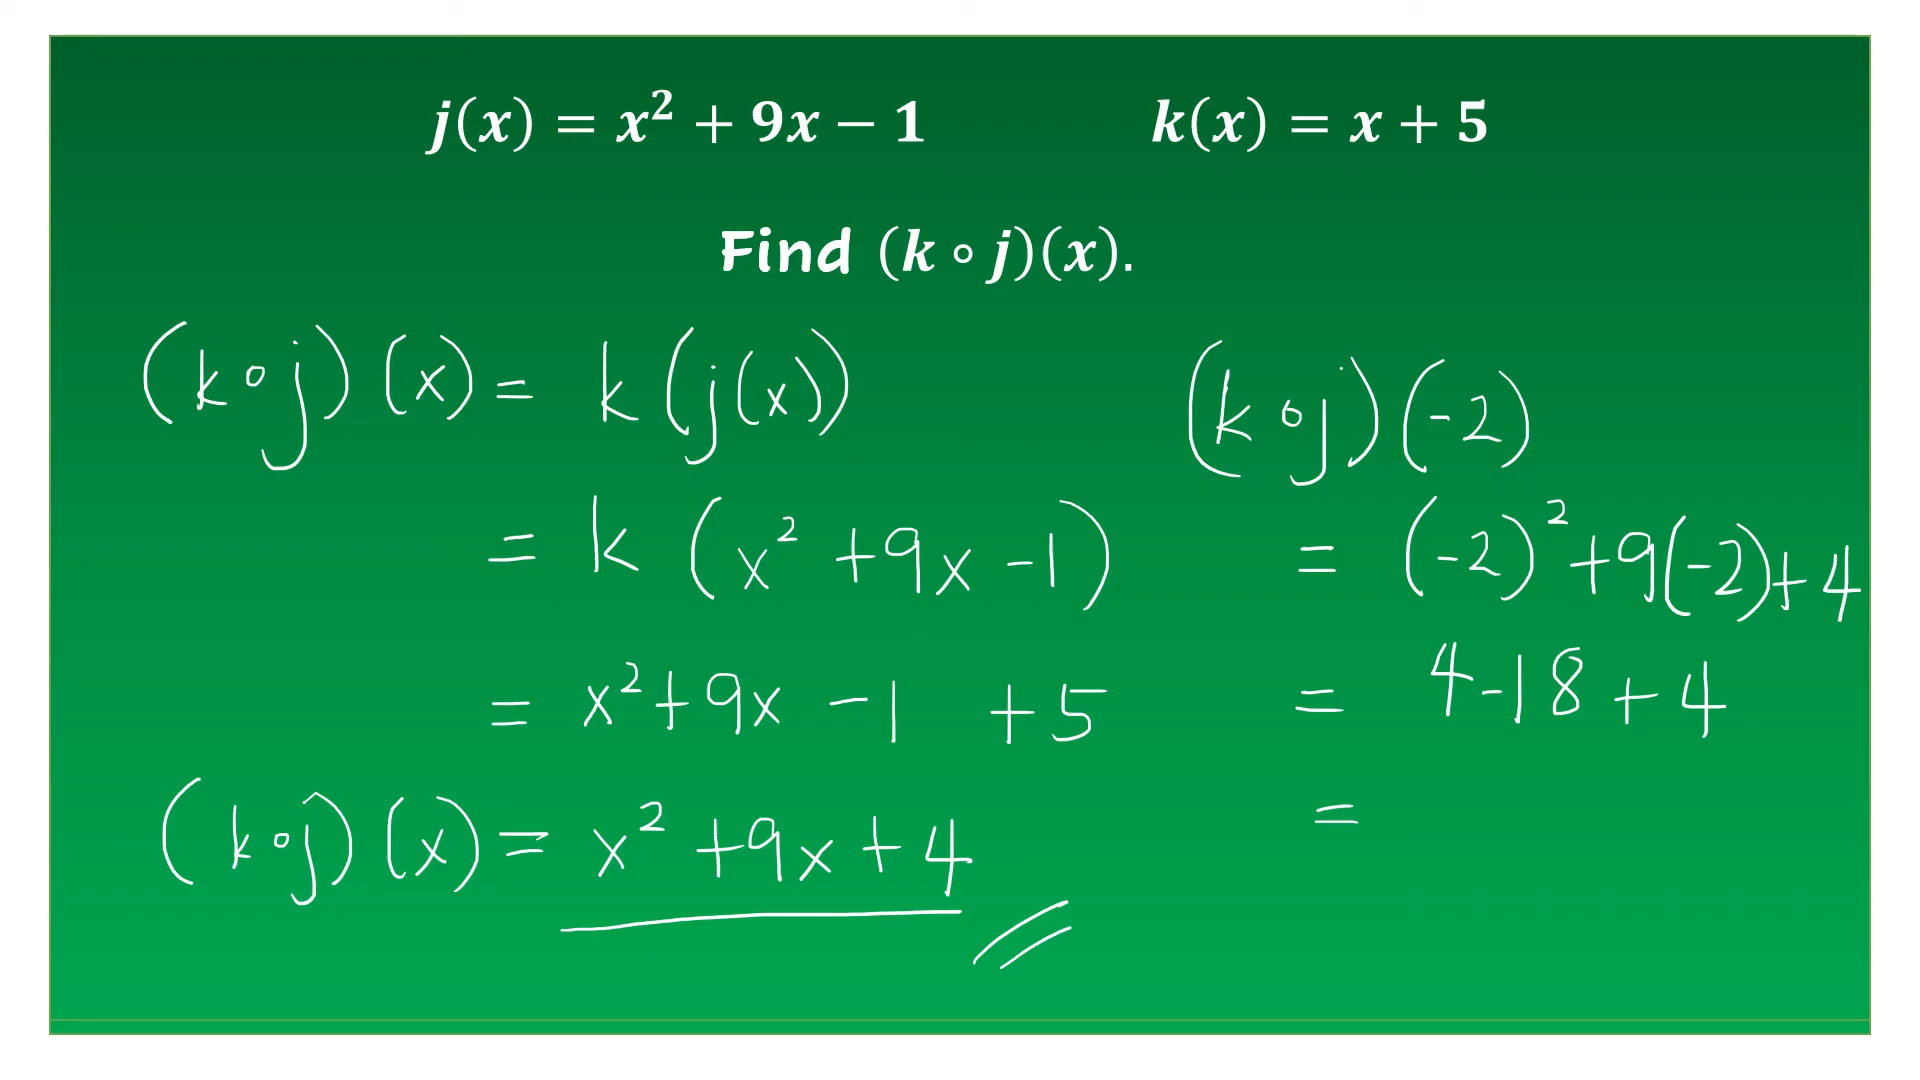 j(x) = x² + 9x − 1 k(x) = x + 5
Find (k ∘ j)(x).
(k ∘ j)(x) = k(j(x))
= k(x² + 9x − 1)
= x² + 9x − 1 + 5
(k ∘ j)(x) = x² + 9x + 4
(k ∘ j)(−2)
= (−2)² + 9(−2) + 4
= 4 − 18 + 4
=